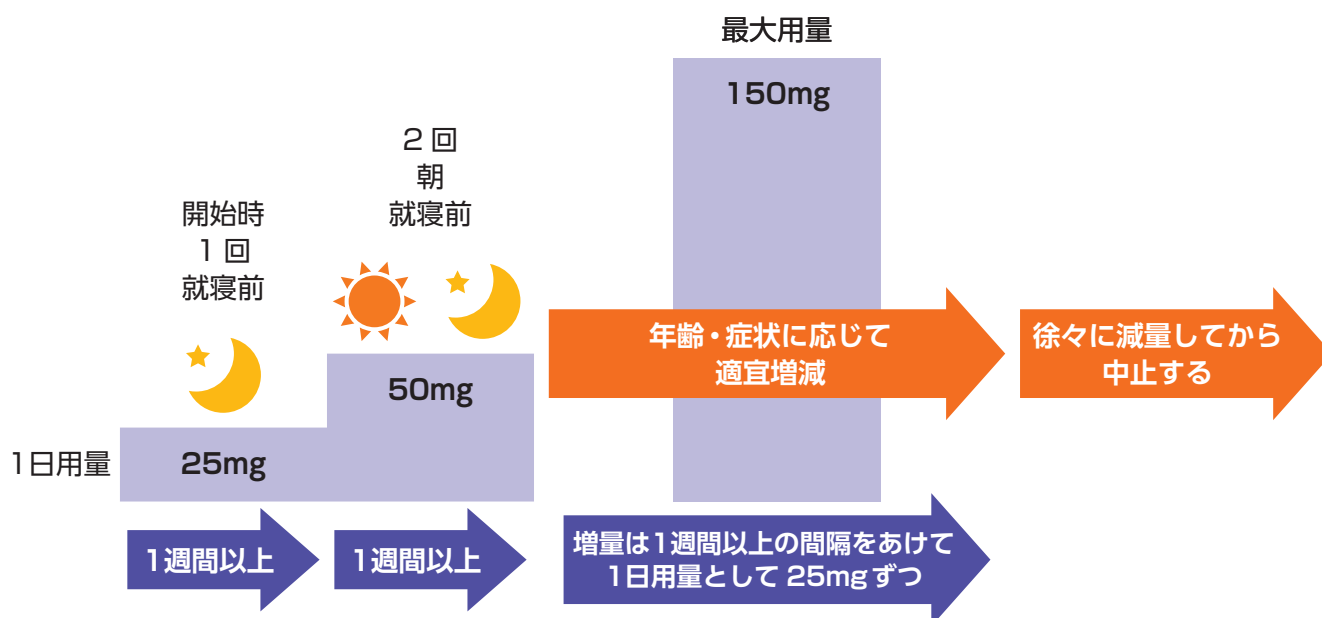 最大用量
150mg
2 回
朝
就寝前
開始時
1 回
就寝前
50mg
1日用量
25mg
年齢・症状に応じて
適宜増減
徐々に減量してから
中止する
1週間以上
1週間以上
増量は1週間以上の間隔をあけて
1日用量として 25mgずつ